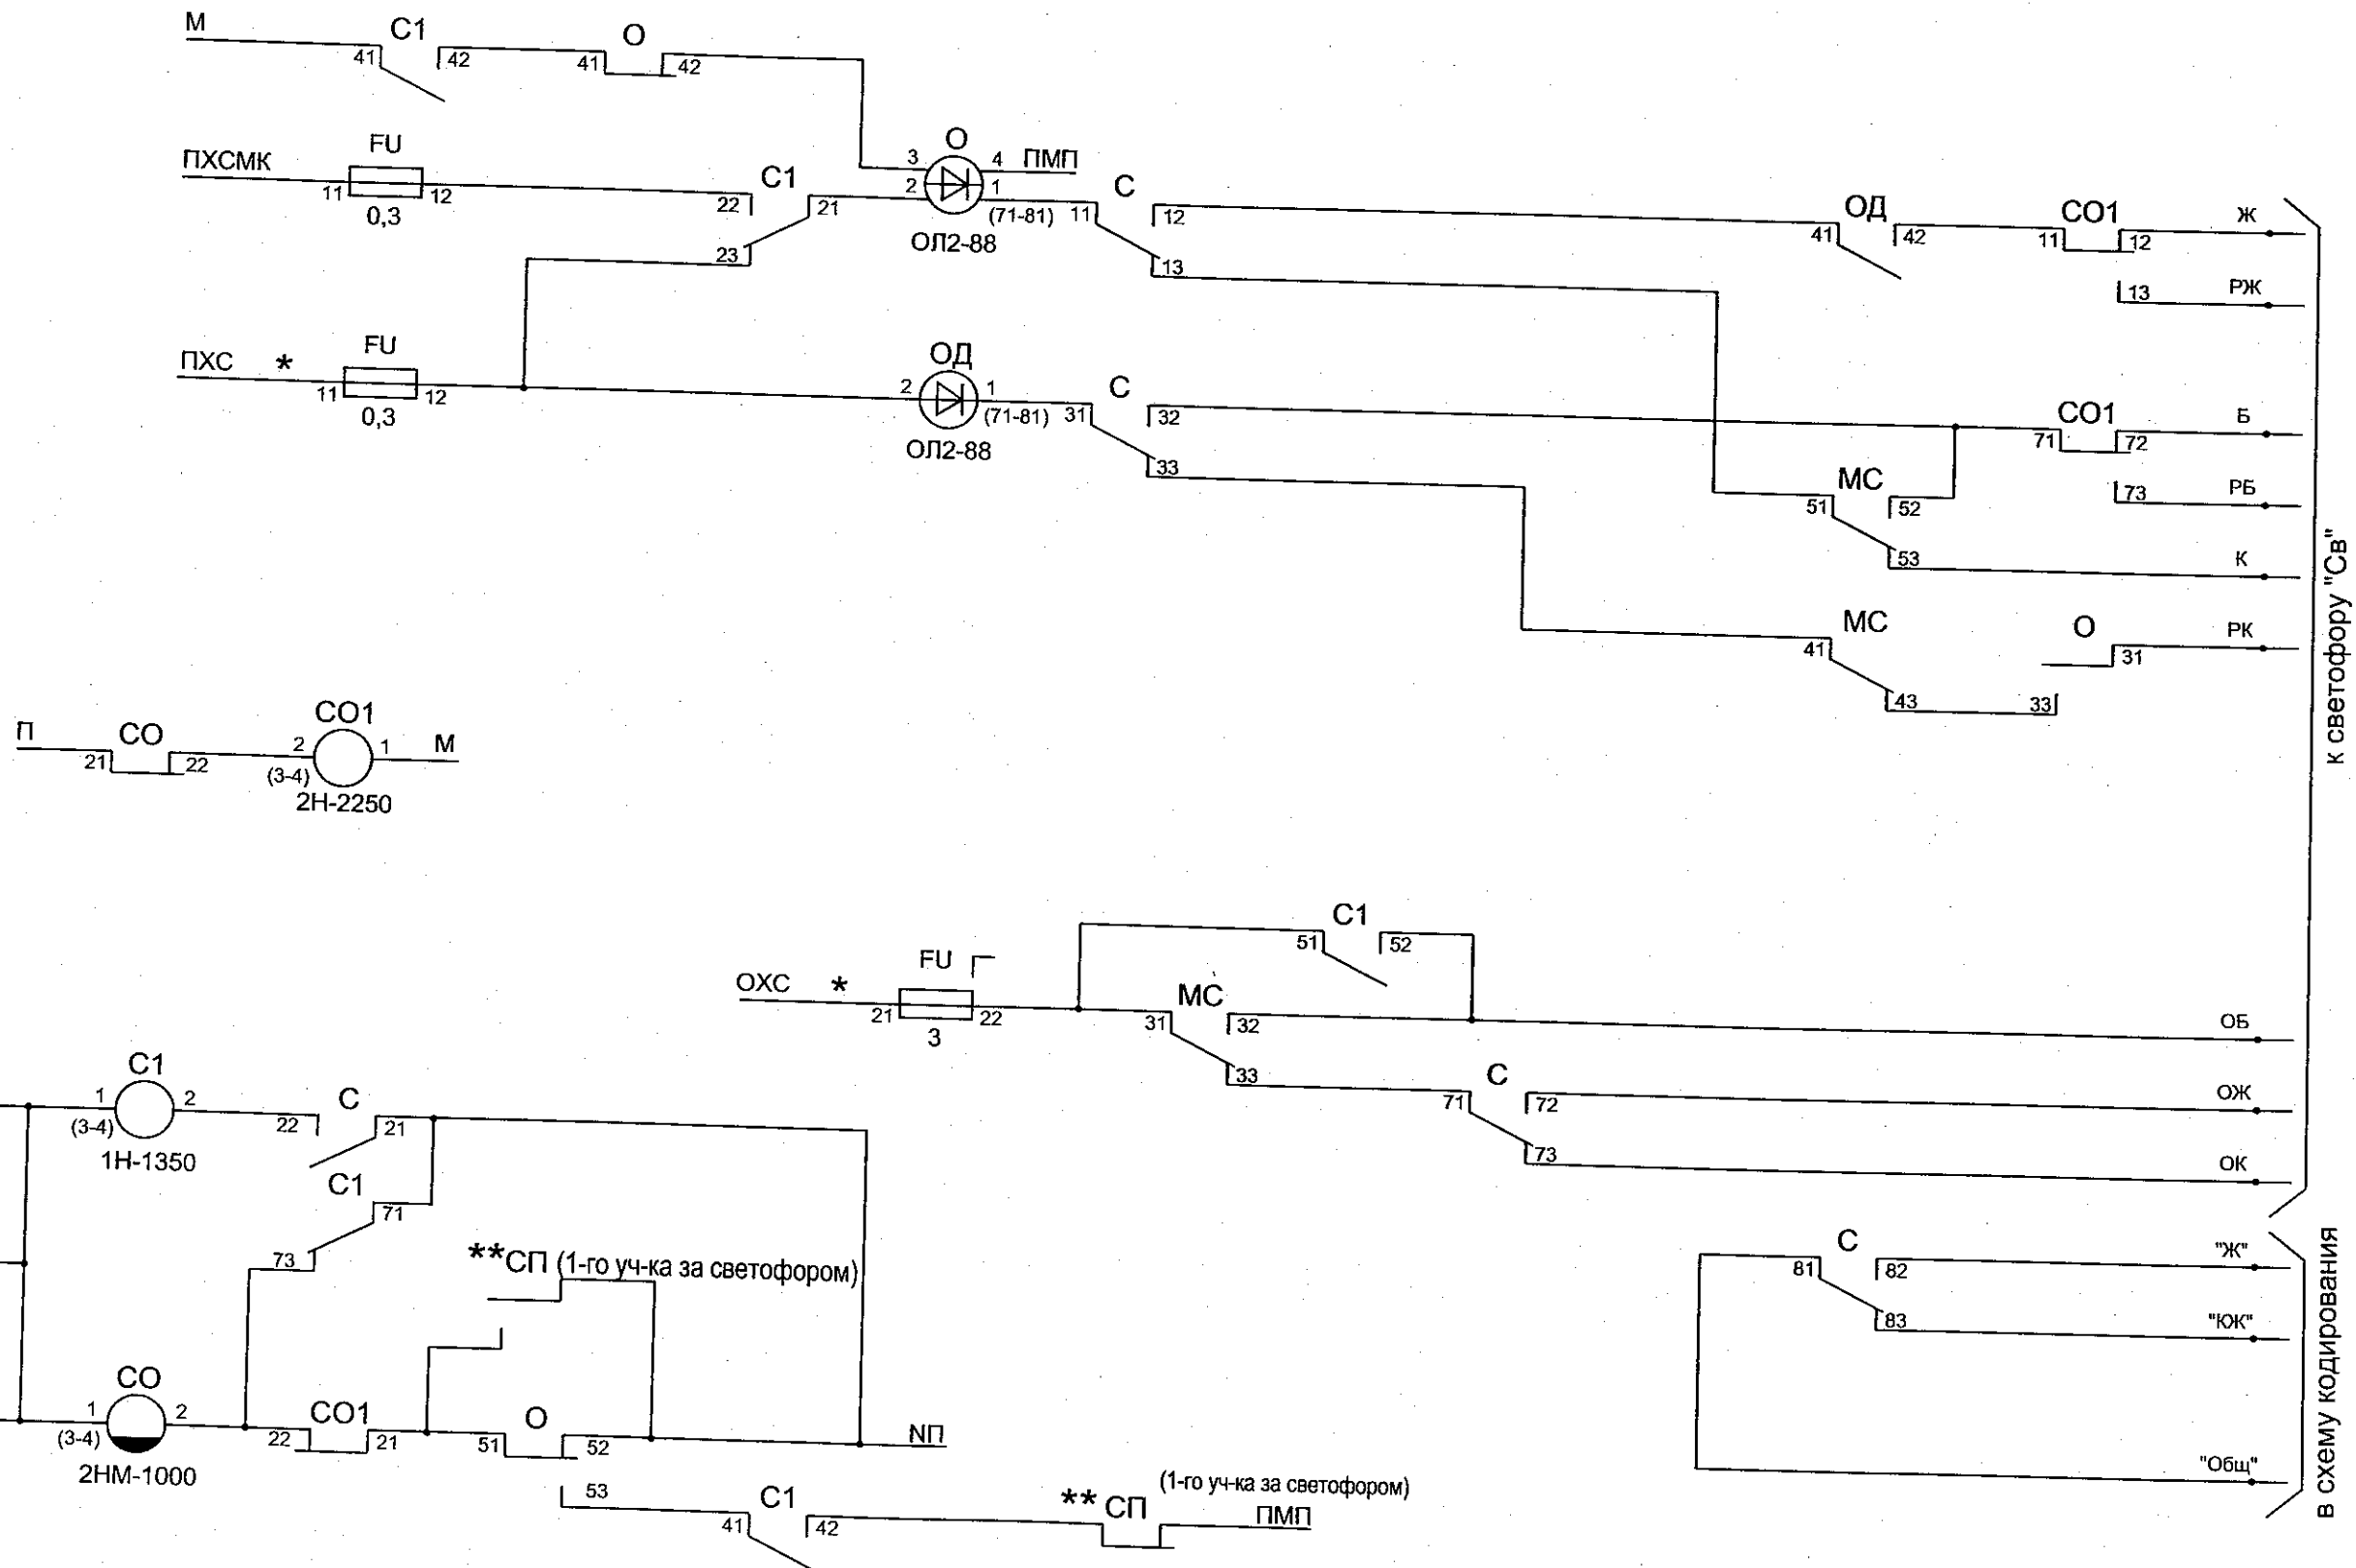 М
С1
О
41
42
41
42
ПХСМК
FU
11
12
0,3
С1
22
21
23
О
3
4
ПМП
2
1
(71-81)
ОЛ2-88
С
11
12
13
ОД
41
42
СО1
11
12
Ж
13
РЖ
ПХС *
FU
11
12
0,3
ОД
2
1
(71-81)
ОЛ2-88
С
31
32
33
СО1
71
72
Б
73
РБ
МС
51
52
53
К
МС
41
43
О
33
31
РК
к светофору "Св"
П
СО
21
22
СО1
2
1
(3-4)
2Н-2250
М
ОХС *
FU
21
22
3
С1
51
52
МС
31
32
33
ОБ
С
71
72
ОЖ
73
ОК
С1
1
2
(3-4)
1Н-1350
С
22
21
С1
71
73
**СП (1-го уч-ка за светофором)
СО
1
2
(3-4)
2НМ-1000
СО1
22
21
О
51
52
NП
53
С1
41
42
** СП
(1-го уч-ка за светофором)
ПМП
С
81
82
"Ж"
83
"КЖ"
"Общ"
в схему кодирования